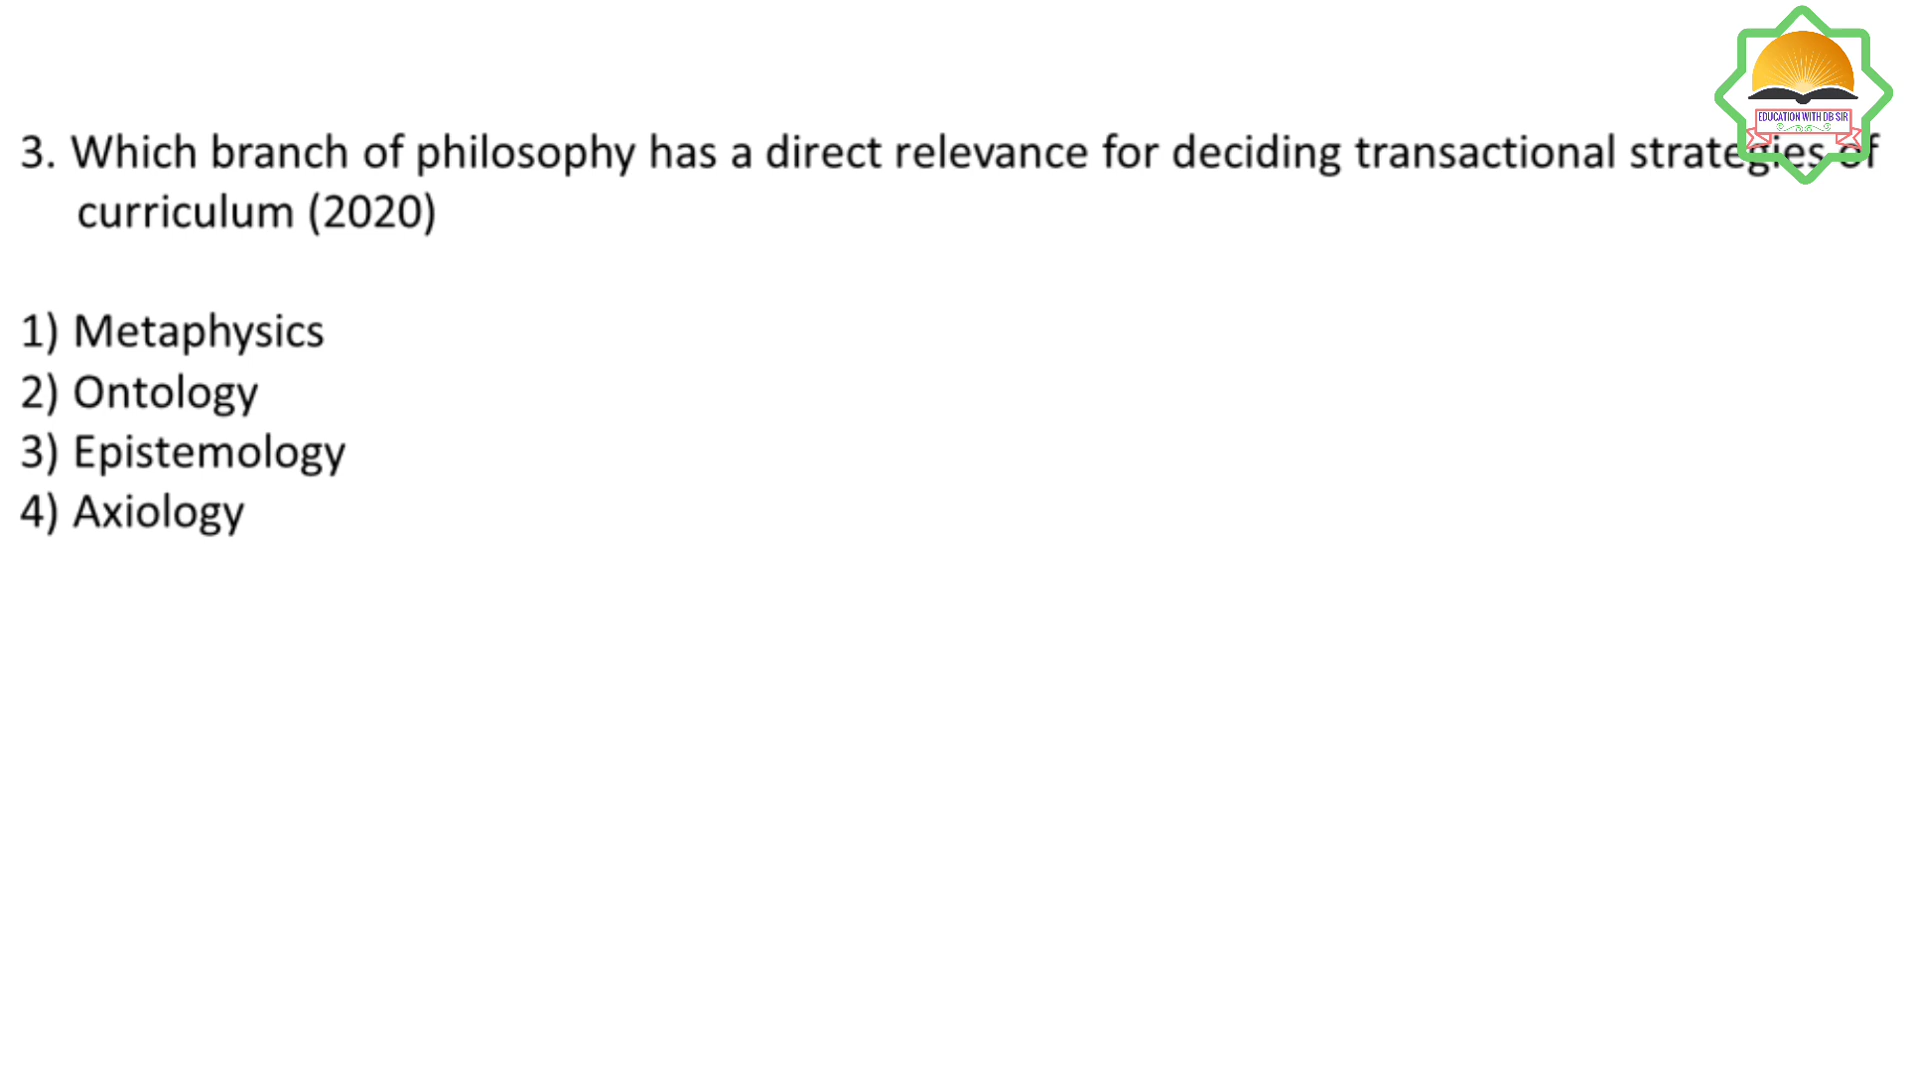 EDUCATION WITH DB SIR
3. Which branch of philosophy has a direct relevance for deciding transactional strategies of
curriculum (2020)
1) Metaphysics
2) Ontology
3) Epistemology
4) Axiology